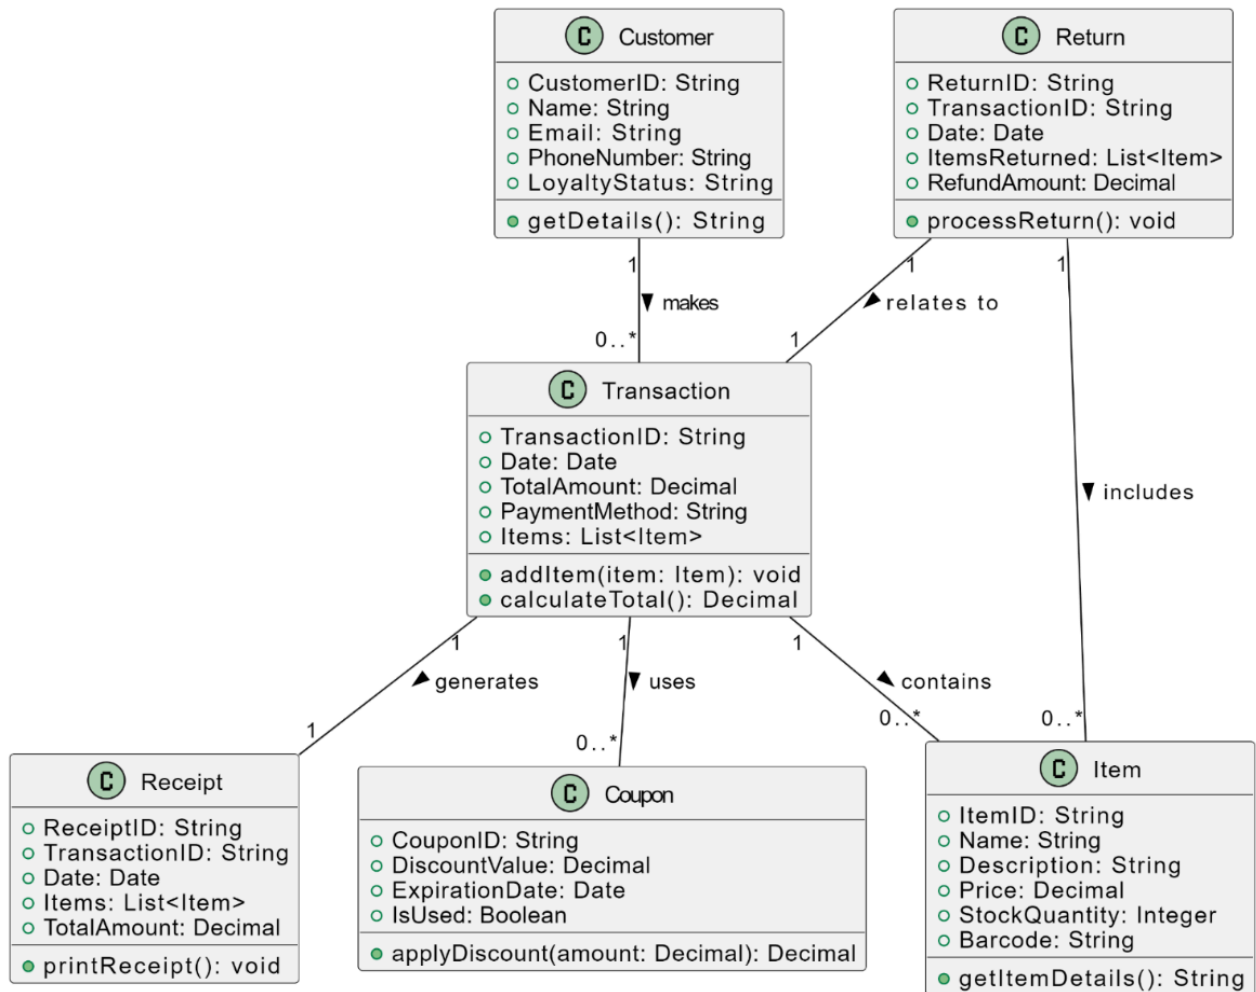 C Customer
CustomerID: String
Name: String
Email: String
PhoneNumber: String
LoyaltyStatus: String
getDetails(): String
C Return
ReturnID: String
TransactionID: String
Date: Date
ItemsReturned: List<Item>
RefundAmount: Decimal
processReturn(): void
1
makes
0..*
1
relates to
1
1
includes
0..*
C Transaction
TransactionID: String
Date: Date
TotalAmount: Decimal
PaymentMethod: String
Items: List<Item>
addItem(item: Item): void
calculateTotal(): Decimal
1
generates
1
1
uses
0..*
1
contains
0..*
C Receipt
ReceiptID: String
TransactionID: String
Date: Date
Items: List<Item>
TotalAmount: Decimal
printReceipt(): void
C Coupon
CouponID: String
DiscountValue: Decimal
ExpirationDate: Date
IsUsed: Boolean
applyDiscount(amount: Decimal): Decimal
C Item
ItemID: String
Name: String
Description: String
Price: Decimal
StockQuantity: Integer
Barcode: String
getItemDetails(): String